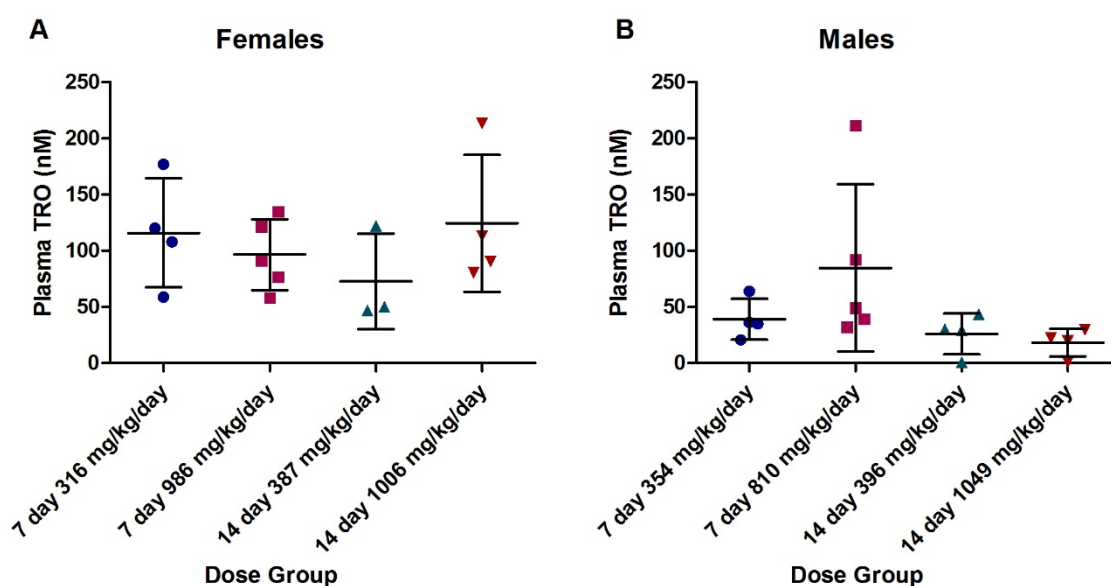 A
Females
Plasma TRO (nM)
250
200
150
100
50
0
7 day 316 mg/kg/day
7 day 986 mg/kg/day
14 day 387 mg/kg/day
14 day 1006 mg/kg/day
Dose Group
B
Males
Plasma TRO (nM)
250
200
150
100
50
0
7 day 354 mg/kg/day
7 day 810 mg/kg/day
14 day 396 mg/kg/day
14 day 1049 mg/kg/day
Dose Group